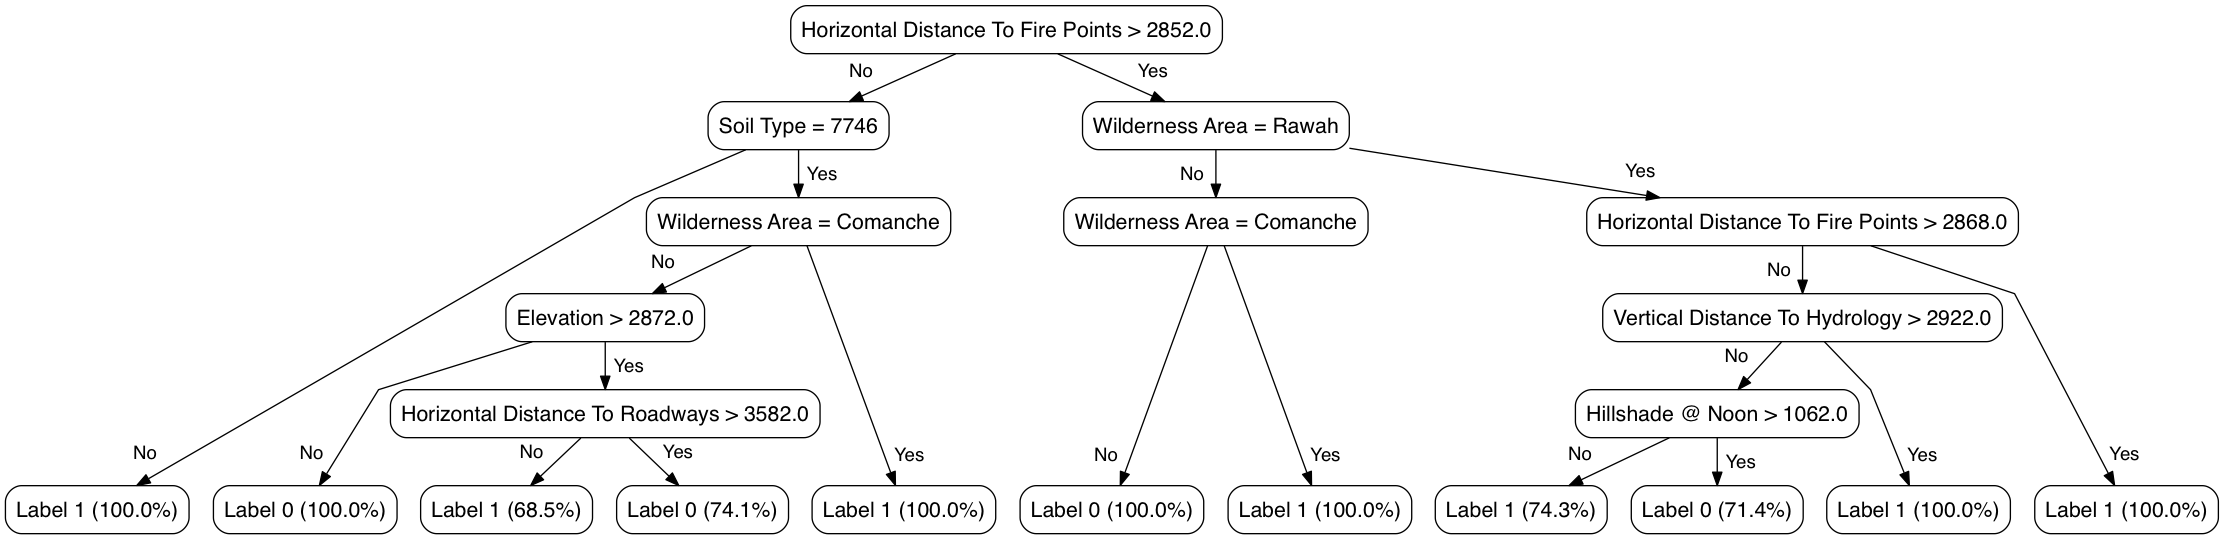 Horizontal Distance To Fire Points > 2852.0
No
Yes
Soil Type = 7746
Wilderness Area = Rawah
Yes
No
Yes
Wilderness Area = Comanche
Wilderness Area = Comanche
Horizontal Distance To Fire Points > 2868.0
No
No
Elevation > 2872.0
Vertical Distance To Hydrology > 2922.0
Yes
No
Horizontal Distance To Roadways > 3582.0
Hillshade @ Noon > 1062.0
No
No
No
Yes
Yes
No
Yes
No
Yes
Yes
Yes
Label 1 (100.0%)
Label 0 (100.0%)
Label 1 (68.5%)
Label 0 (74.1%)
Label 1 (100.0%)
Label 0 (100.0%)
Label 1 (100.0%)
Label 1 (74.3%)
Label 0 (71.4%)
Label 1 (100.0%)
Label 1 (100.0%)